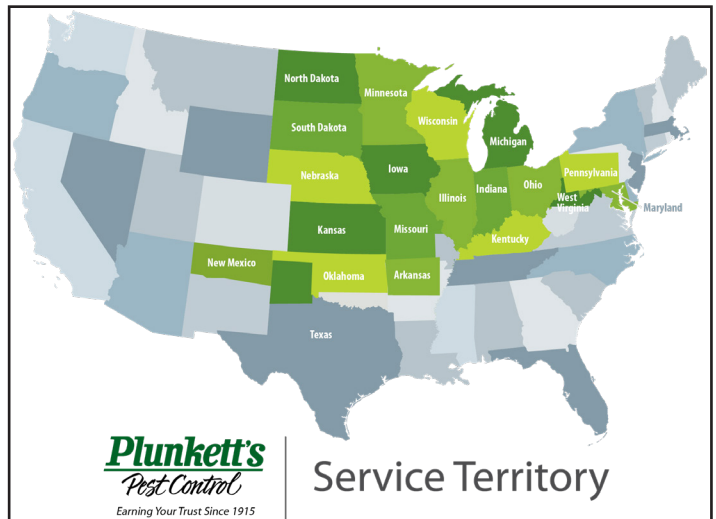 North Dakota
Minnesota
South Dakota
Wisconsin
Michigan
Nebraska
Iowa
Illinois
Indiana
Ohio
Pennsylvania
West
Virginia
Maryland
Kansas
Missouri
Kentucky
New Mexico
Oklahoma
Arkansas
Texas
Plunkett's
Pest Control
Earning Your Trust Since 1915
Service Territory